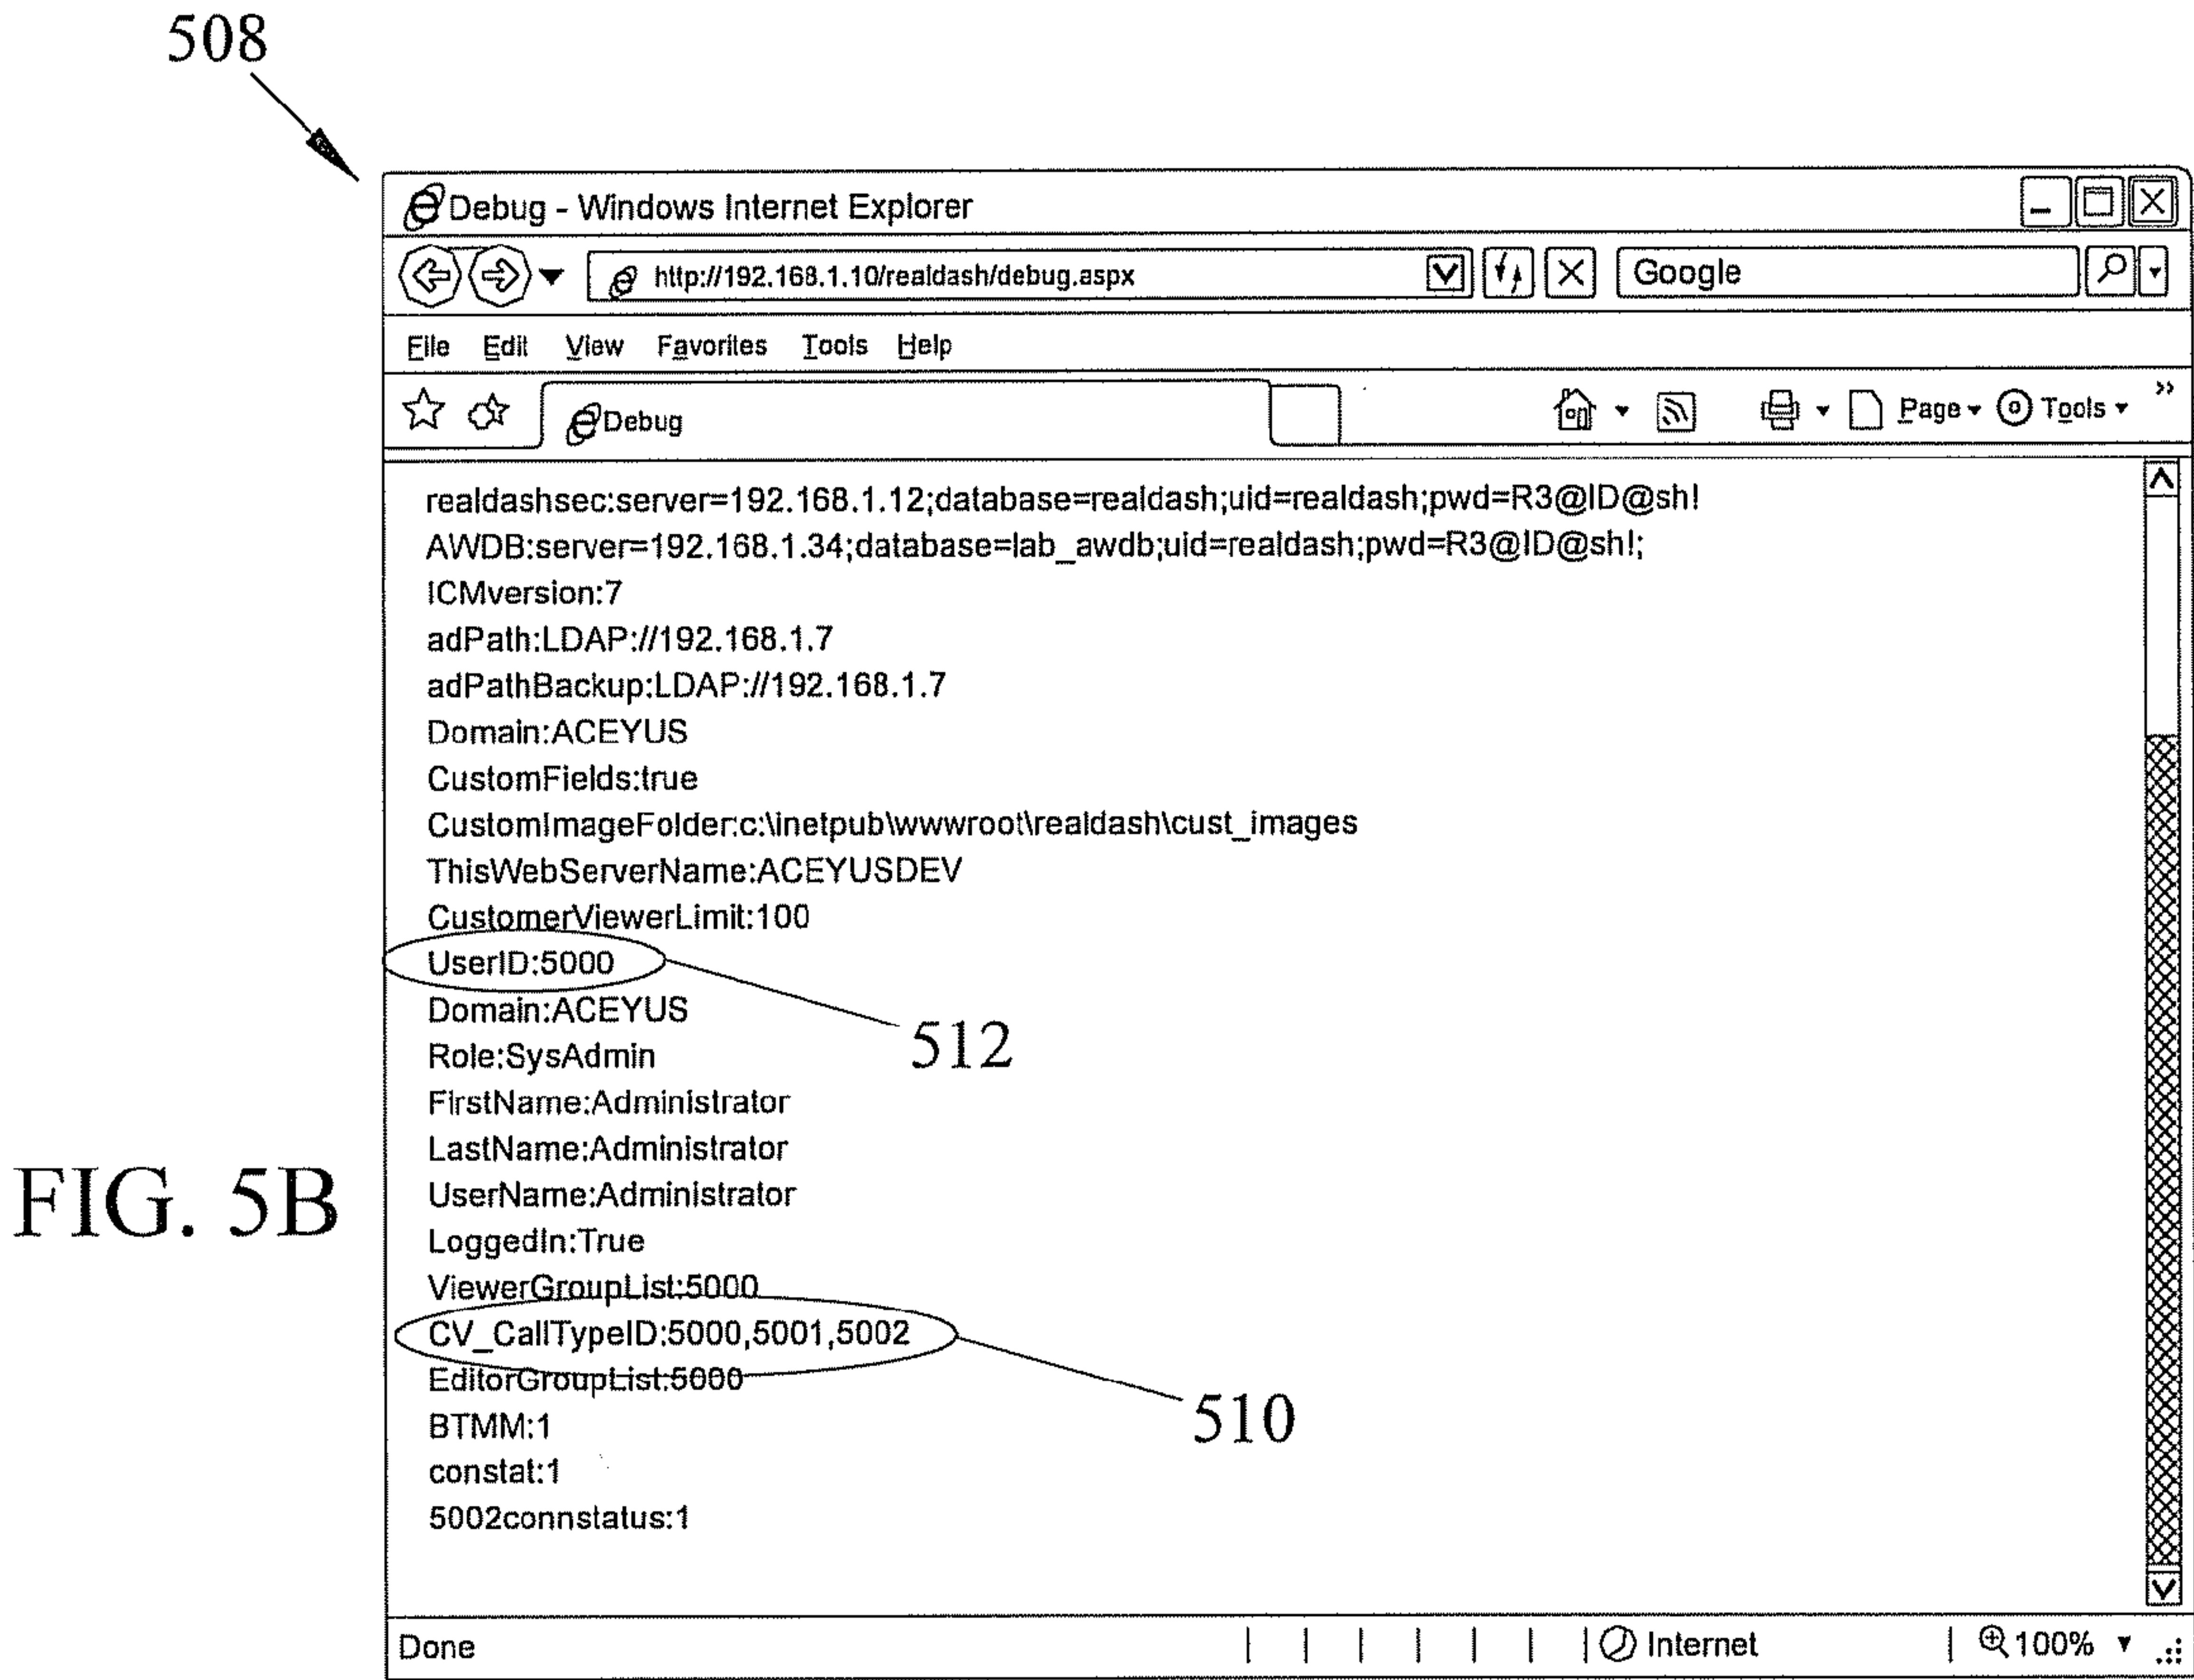 508
Debug - Windows Internet Explorer
http://192.168.1.10/realdash/debug.aspx
Google
File Edit View Favorites Tools Help
Debug
Page Tools »
realdashsec:server=192.168.1.12;database=realdash;uid=realdash;pwd=R3@lD@sh!
AWDB:server=192.168.1.34;database=lab_awdb;uid=realdash;pwd=R3@lD@sh!;
ICMversion:7
adPath:LDAP://192.168.1.7
adPathBackup:LDAP://192.168.1.7
Domain:ACEYUS
CustomFields:true
CustomImageFolder:c:\inetpub\wwwroot\realdash\cust_images
ThisWebServerName:ACEYUSDEV
CustomerViewerLimit:100
UserID:5000
Domain:ACEYUS
512
Role:SysAdmin
FirstName:Administrator
LastName:Administrator
UserName:Administrator
FIG. 5B
LoggedIn:True
ViewerGroupList:5000
CV_CallTypeID:5000,5001,5002
EditorGroupList:5000
510
BTMM:1
constat:1
5002connstatus:1
Done Internet 100%